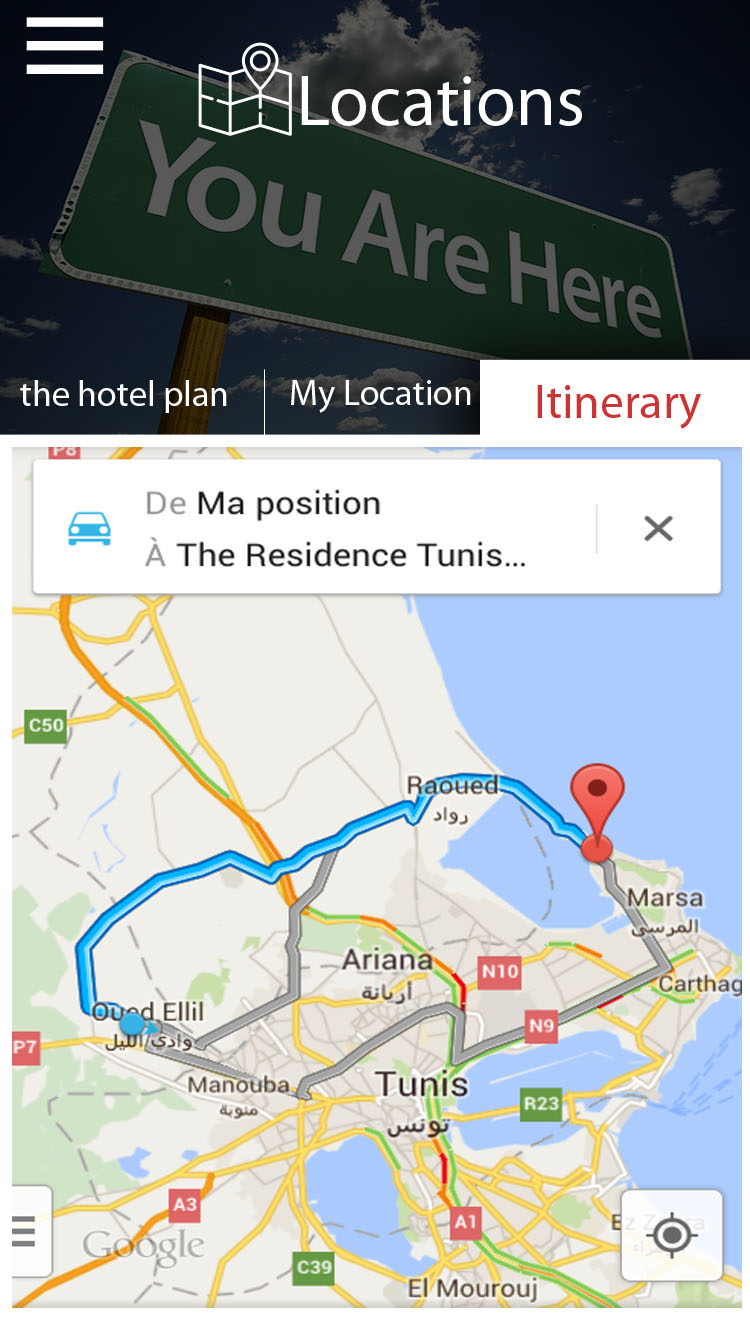 Locations
You Are Here
the hotel plan
My Location
Itinerary
P8
De Ma position
À The Residence Tunis...
C50
Raoued
رواد
Marsa
المرسى
Ariana
أريانة
N10
Carthag
Oued Ellil
وادي الليل
N9
P7
Manouba
منوبة
Tunis
تونس
R23
A3
A1
Google
C39
El Mourouj